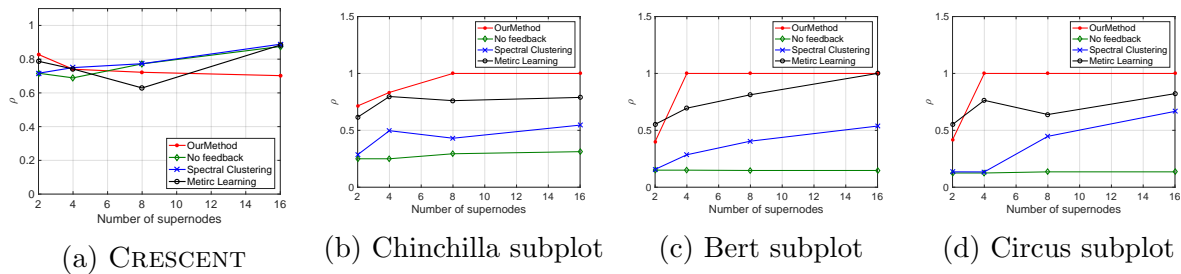 1
0.8
0.6
0.4
0.2
0
ρ
2 4 6 8 10 12 14 16
Number of supernodes
OurMethod
No feedback
Spectral Clustering
Metirc Learning
(a) CRESCENT
1.5
1
0.5
0
ρ
2 4 6 8 10 12 14 16
Number of supernodes
OurMethod
No feedback
Spectral Clustering
Metirc Learning
(b) Chinchilla subplot
1.5
1
0.5
0
ρ
2 4 6 8 10 12 14 16
Number of supernodes
OurMethod
No feedback
Spectral Clustering
Metirc Learning
(c) Bert subplot
1.5
1
0.5
0
ρ
2 4 6 8 10 12 14 16
Number of supernodes
OurMethod
No feedback
Spectral Clustering
Metirc Learning
(d) Circus subplot